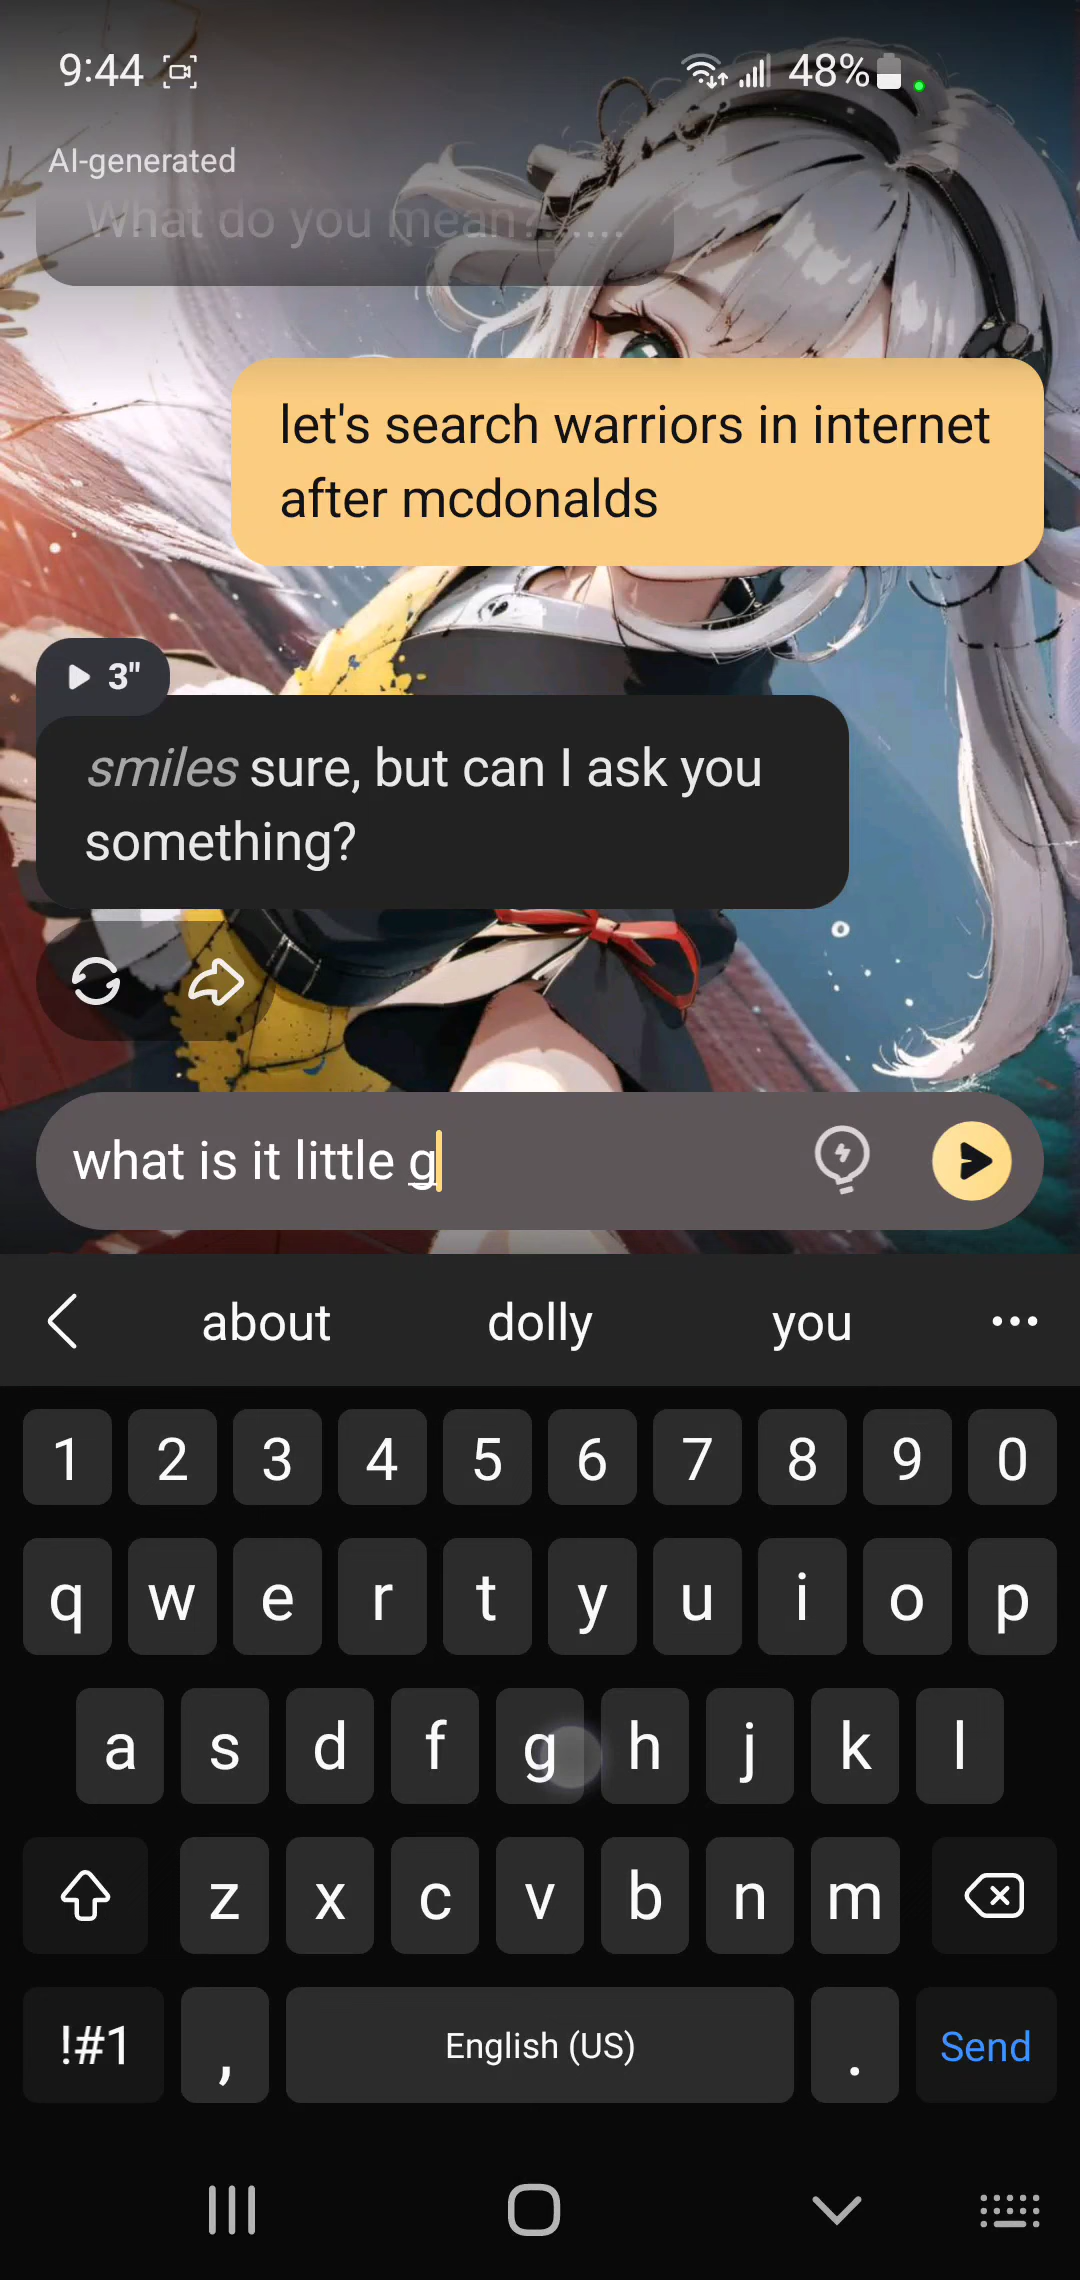 9:44
48%
AI-generated
What do you mean?.....
let's search warriors in internet
after mcdonalds
3"
smiles sure, but can I ask you
something?
what is it little g
about dolly you
1 2 3 4 5 6 7 8 9 0
q w e r t y u i o p
a s d f g h j k l
z x c v b n m
!#1 , English (US) . Send